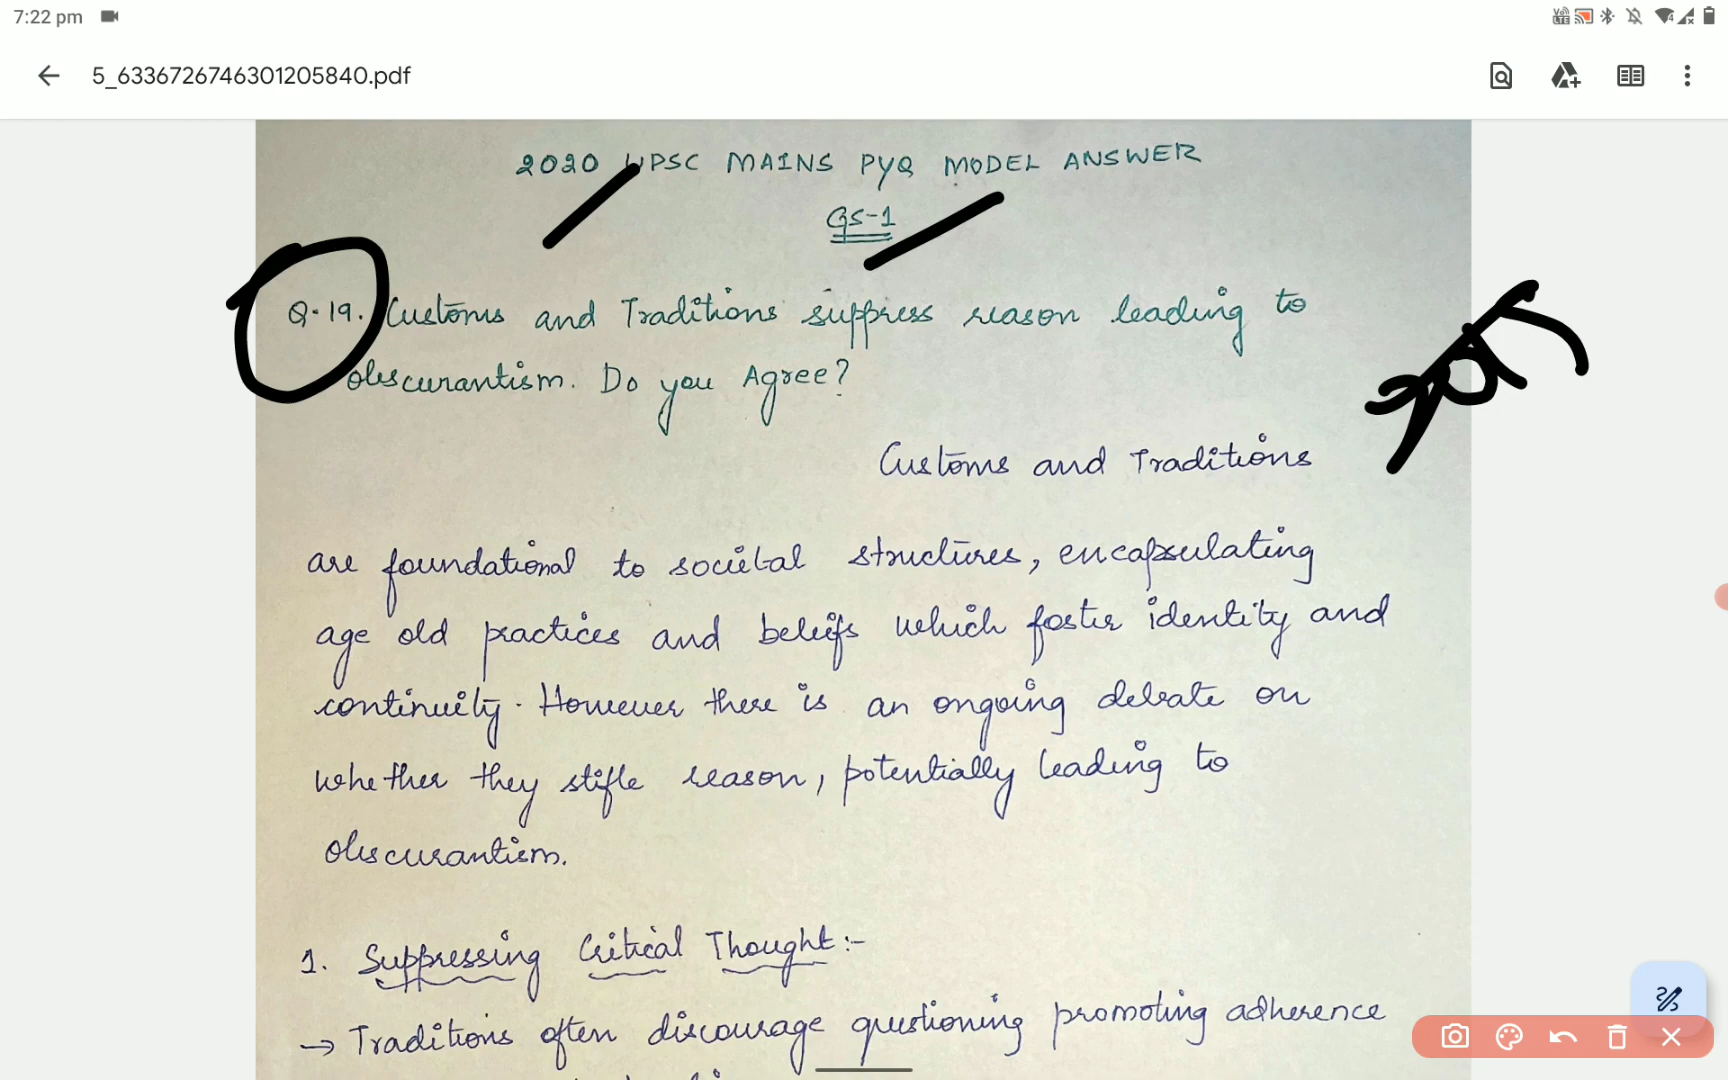 7:22 pm
5_6336726746301205840.pdf
2020 UPSC MAINS PYQ MODEL ANSWER
GS-1
Q.19. Customs and Traditions suppress reason leading to
obscurantism. Do you Agree?
Customs and Traditions
are foundational to societal structures, encapsulating
age old practices and beliefs which foster identity and
continuity. However there is an ongoing debate on
whether they stifle reason, potentially leading to
obscurantism.
1. Suppressing Critical Thought :-
→ Traditions often discourage questioning promoting adherence